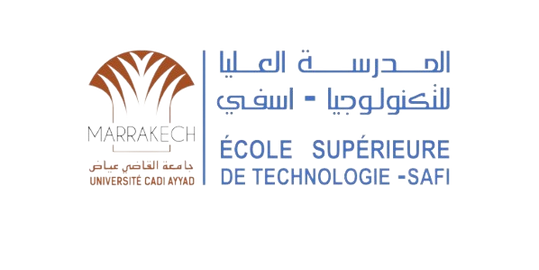 MARRAKECH
جامعة القاضي عياض
UNIVERSITÉ CADI AYYAD
المدرسة العليا
للتكنولوجيا - اسفي
ÉCOLE SUPÉRIEURE
DE TECHNOLOGIE -SAFI